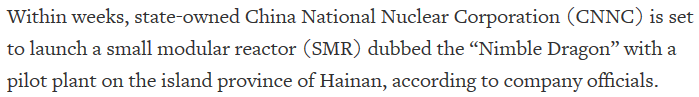 Within weeks, state-owned China National Nuclear Corporation (CNNC) is set
to launch a small modular reactor (SMR) dubbed the “Nimble Dragon” with a
pilot plant on the island province of Hainan, according to company officials.